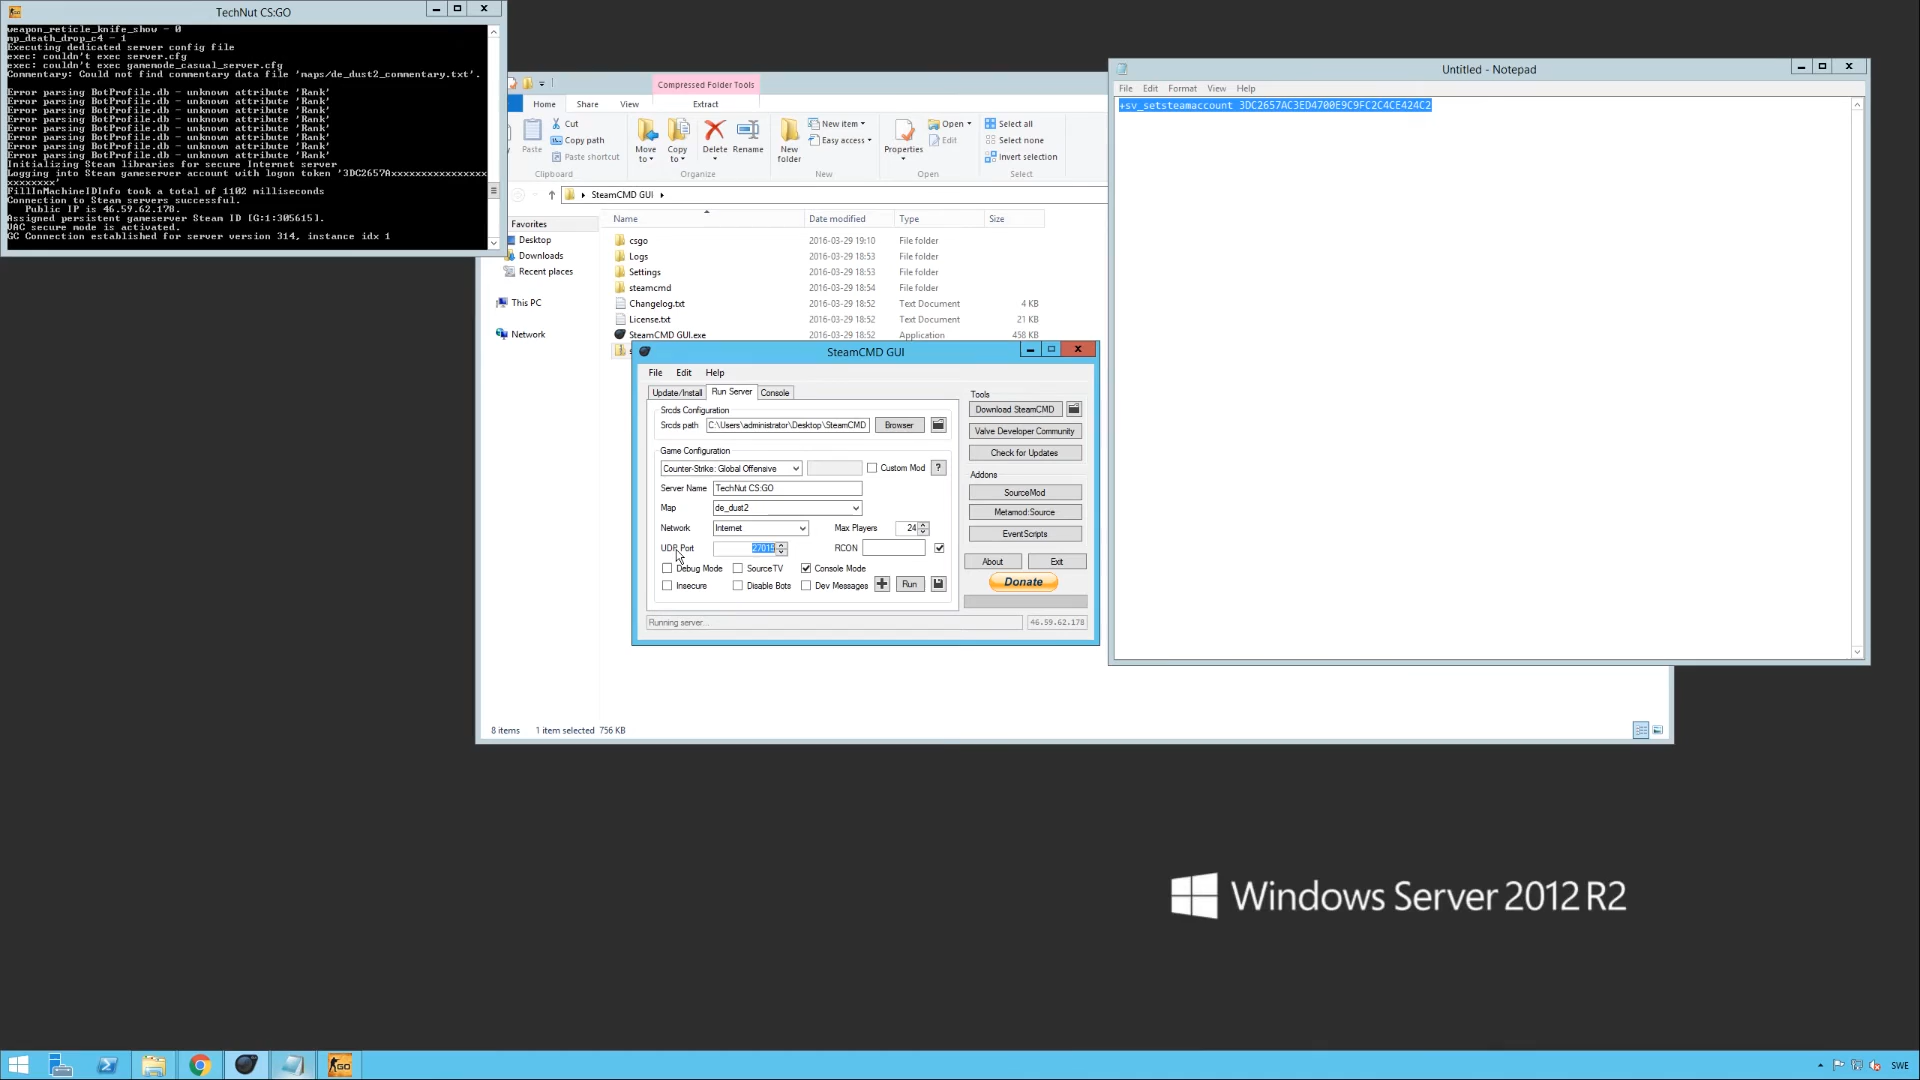 TechNut CS:GO
weapon_reticle_knife_show - 0
mp_death_drop_c4 - 1
Executing dedicated server config file
exec: couldn't exec server.cfg
exec: couldn't exec gamemode_casual_server.cfg
Commentary: Could not find commentary data file 'maps/de_dust2_commentary.txt'.
Error parsing BotProfile.db - unknown attribute 'Rank'
Error parsing BotProfile.db - unknown attribute 'Rank'
Error parsing BotProfile.db - unknown attribute 'Rank'
Error parsing BotProfile.db - unknown attribute 'Rank'
Error parsing BotProfile.db - unknown attribute 'Rank'
Error parsing BotProfile.db - unknown attribute 'Rank'
Error parsing BotProfile.db - unknown attribute 'Rank'
Error parsing BotProfile.db - unknown attribute 'Rank'
Initializing Steam libraries for secure Internet server
Logging into Steam gameserver account with logon token '3DC2657Axxxxxxxxxxxxxxxx
xxxxxxxx'
FillInMachineIDInfo took a total of 1102 milliseconds
Connection to Steam servers successful.
Public IP is 46.59.62.178.
Assigned persistent gameserver Steam ID [G:1:305615].
VAC secure mode is activated.
GC Connection established for server version 314, instance idx 1
Compressed Folder Tools
Home Share View Extract
Paste
Cut
Copy path
Paste shortcut
Clipboard
Move to
Copy to
Delete
Rename
Organize
New folder
New item
Easy access
New
Properties
Open
Edit
Open
Select all
Select none
Invert selection
Select
SteamCMD GUI
Favorites
Desktop
Downloads
Recent places
This PC
Network
Name Date modified Type Size
csgo 2016-03-29 19:10 File folder
Logs 2016-03-29 18:53 File folder
Settings 2016-03-29 18:53 File folder
steamcmd 2016-03-29 18:54 File folder
Changelog.txt 2016-03-29 18:52 Text Document 4 KB
License.txt 2016-03-29 18:52 Text Document 21 KB
SteamCMD GUI.exe 2016-03-29 18:52 Application 458 KB
8 items 1 item selected 756 KB
SteamCMD GUI
File Edit Help
Update/Install Run Server Console
Srcds Configuration
Srcds path C:\Users\administrator\Desktop\SteamCMD Browser
Game Configuration
Counter-Strike: Global Offensive Custom Mod ?
Server Name TechNut CS:GO
Map de_dust2
Network Internet Max Players 24
UDP Port 27015 RCON
Debug Mode SourceTV Console Mode
Insecure Disable Bots Dev Messages Run
Running server... 46.59.62.178
Tools
Download SteamCMD
Valve Developer Community
Check for Updates
Addons
SourceMod
Metamod:Source
EventScripts
About Exit
Donate
Untitled - Notepad
File Edit Format View Help
+sv_setsteamaccount 3DC2657AC3ED4700E9C9FC2C4CE424C2
Windows Server 2012 R2
GO
SWE